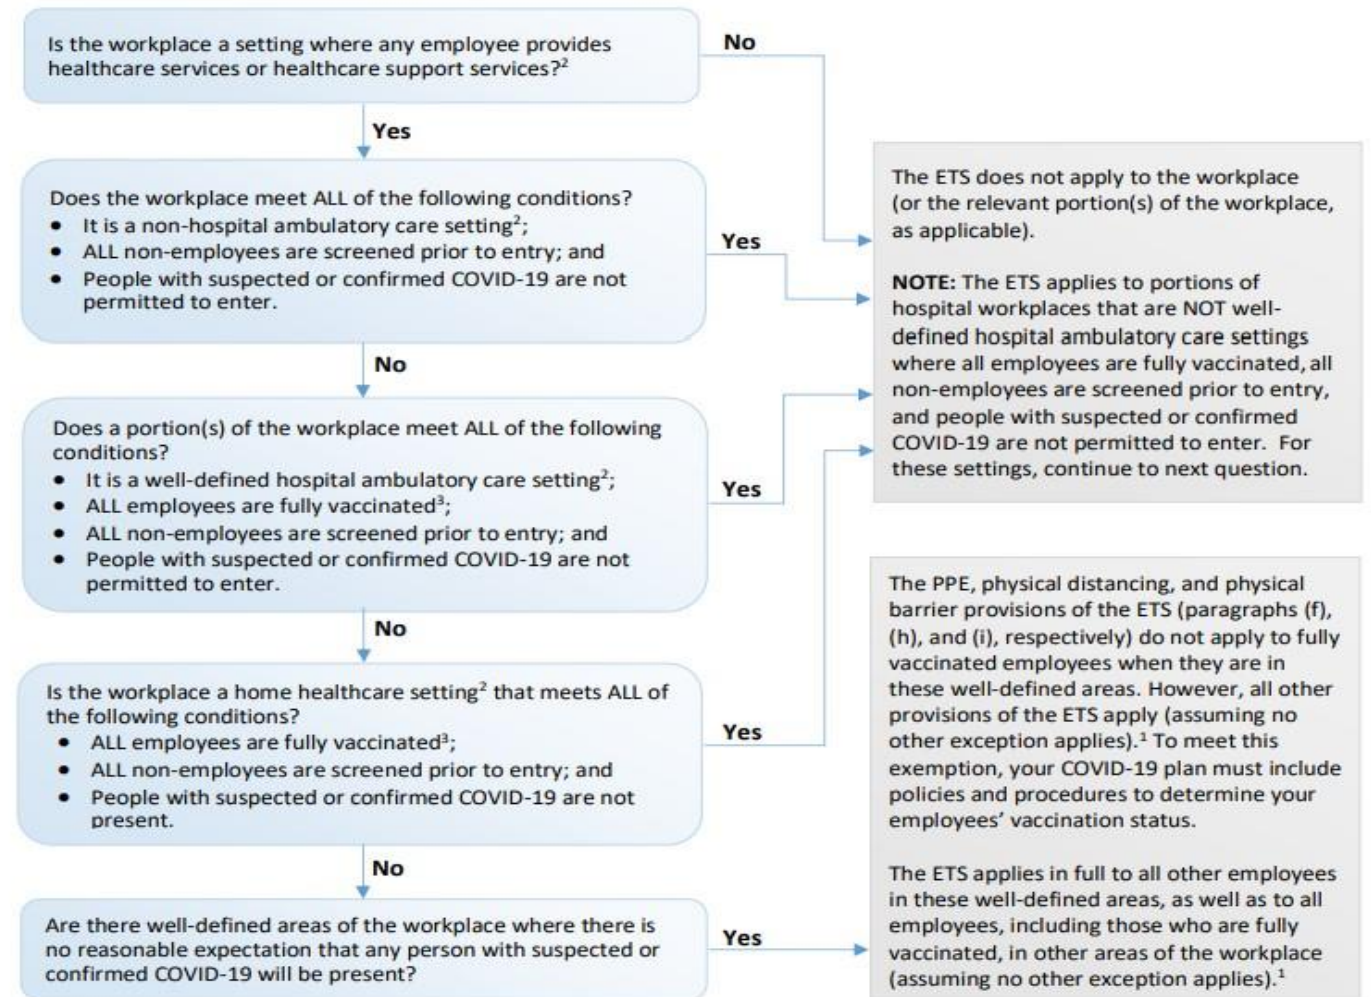 Is the workplace a setting where any employee provides
healthcare services or healthcare support services?²
No
Yes
Does the workplace meet ALL of the following conditions?
• It is a non-hospital ambulatory care setting²;
• ALL non-employees are screened prior to entry; and
• People with suspected or confirmed COVID-19 are not
permitted to enter.
Yes
No
Does a portion(s) of the workplace meet ALL of the following
conditions?
• It is a well-defined hospital ambulatory care setting²;
• ALL employees are fully vaccinated³;
• ALL non-employees are screened prior to entry; and
• People with suspected or confirmed COVID-19 are not
permitted to enter.
Yes
No
Is the workplace a home healthcare setting² that meets ALL of
the following conditions?
• ALL employees are fully vaccinated³;
• ALL non-employees are screened prior to entry; and
• People with suspected or confirmed COVID-19 are not
present.
Yes
No
Are there well-defined areas of the workplace where there is
no reasonable expectation that any person with suspected or
confirmed COVID-19 will be present?
Yes
The ETS does not apply to the workplace
(or the relevant portion(s) of the workplace,
as applicable).
NOTE: The ETS applies to portions of
hospital workplaces that are NOT well-
defined hospital ambulatory care settings
where all employees are fully vaccinated, all
non-employees are screened prior to entry,
and people with suspected or confirmed
COVID-19 are not permitted to enter. For
these settings, continue to next question.
The PPE, physical distancing, and physical
barrier provisions of the ETS (paragraphs (f),
(h), and (i), respectively) do not apply to fully
vaccinated employees when they are in
these well-defined areas. However, all other
provisions of the ETS apply (assuming no
other exception applies).¹ To meet this
exemption, your COVID-19 plan must include
policies and procedures to determine your
employees’ vaccination status.
The ETS applies in full to all other employees
in these well-defined areas, as well as to all
employees, including those who are fully
vaccinated, in other areas of the workplace
(assuming no other exception applies).¹